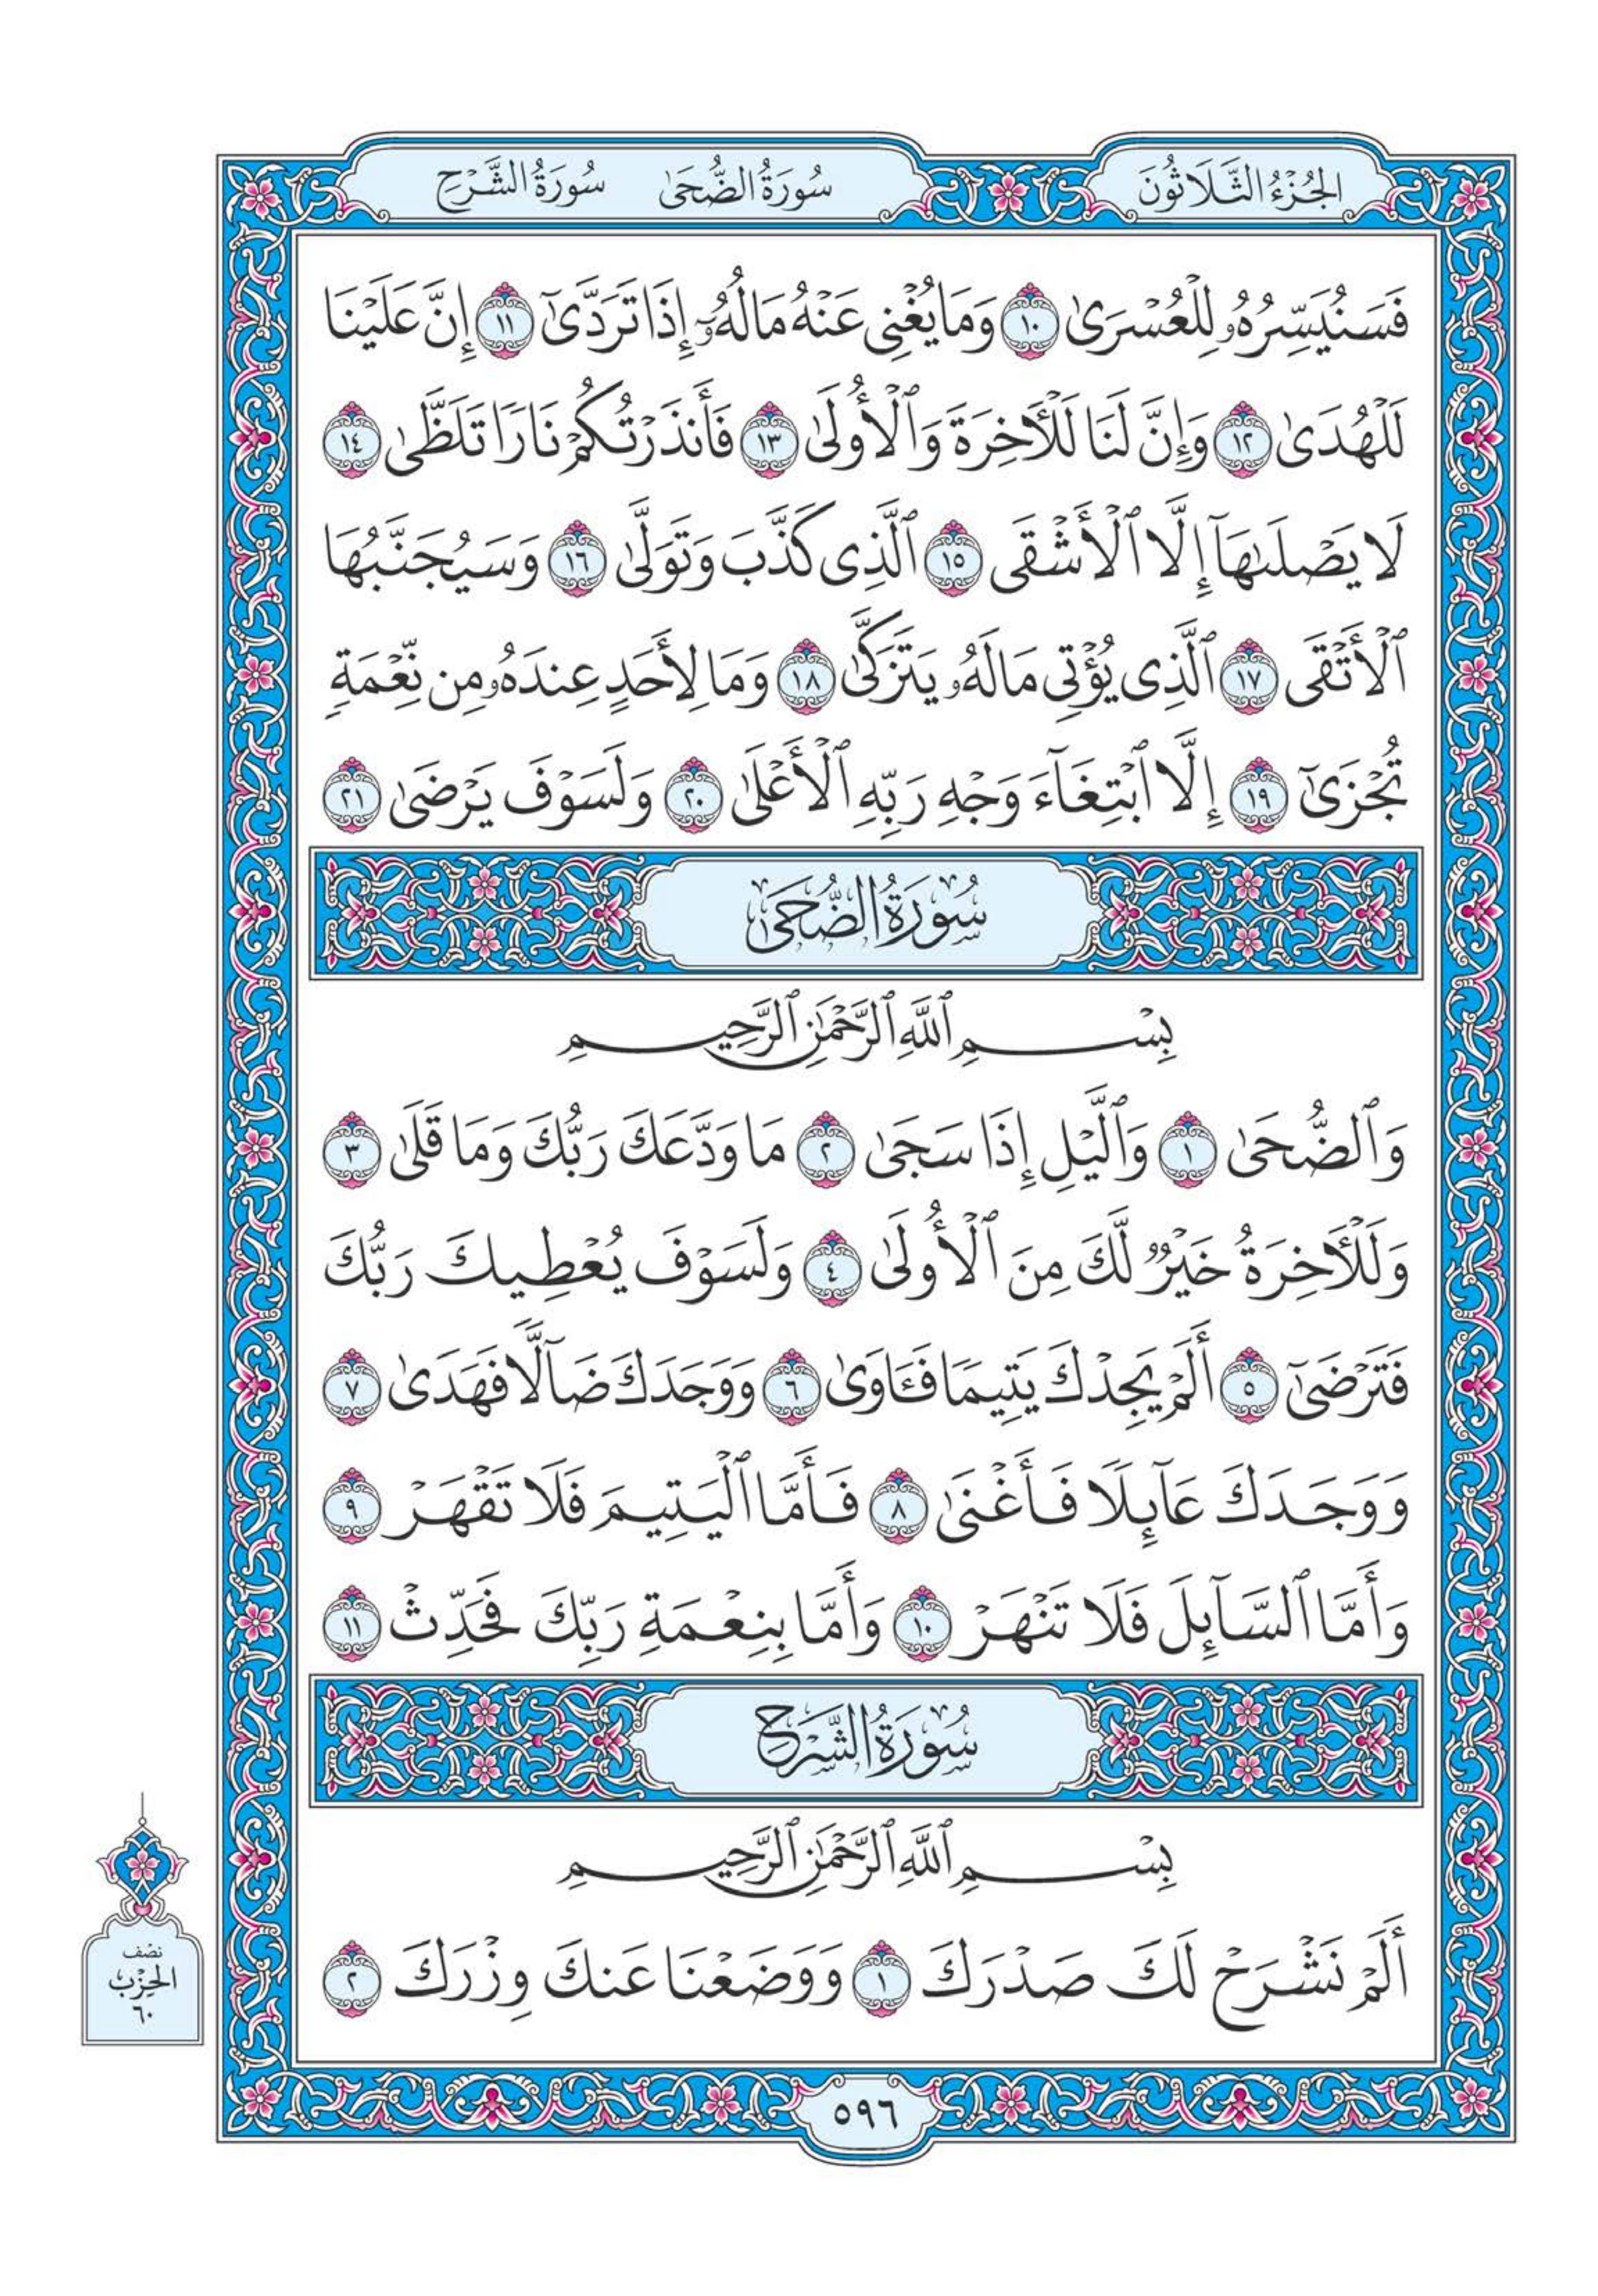 الجُزْءُ الثَّلَاثُونَ سُورَةُ الضُّحَىٰ سُورَةُ الشَّرْحِ
فَسَنُيَسِّرُهُۥ لِلْعُسْرَىٰ ١٠ وَمَا يُغْنِى عَنْهُ مَالُهُۥٓ إِذَا تَرَدَّىٰٓ ١١ إِنَّ عَلَيْنَا
لَلْهُدَىٰ ١٢ وَإِنَّ لَنَا لَلْءَاخِرَةَ وَٱلْأُولَىٰ ١٣ فَأَنذَرْتُكُمْ نَارًا تَلَظَّىٰ ١٤
لَا يَصْلَىٰهَآ إِلَّا ٱلْأَشْقَى ١٥ ٱلَّذِى كَذَّبَ وَتَوَلَّىٰ ١٦ وَسَيُجَنَّبُهَا
ٱلْأَتْقَى ١٧ ٱلَّذِى يُؤْتِى مَالَهُۥ يَتَزَكَّىٰ ١٨ وَمَا لِأَحَدٍ عِندَهُۥ مِن نِّعْمَةٍ
تُجْزَىٰٓ ١٩ إِلَّا ٱبْتِغَآءَ وَجْهِ رَبِّهِ ٱلْأَعْلَىٰ ٢٠ وَلَسَوْفَ يَرْضَىٰ ٢١
سُورَةُ الضُّحَىٰ
بِسْمِ ٱللَّهِ ٱلرَّحْمَٰنِ ٱلرَّحِيمِ
وَٱلضُّحَىٰ ١ وَٱلَّيْلِ إِذَا سَجَىٰ ٢ مَا وَدَّعَكَ رَبُّكَ وَمَا قَلَىٰ ٣
وَلَلْءَاخِرَةُ خَيْرٌ لَّكَ مِنَ ٱلْأُولَىٰ ٤ وَلَسَوْفَ يُعْطِيكَ رَبُّكَ
فَتَرْضَىٰٓ ٥ أَلَمْ يَجِدْكَ يَتِيمًا فَـَٔاوَىٰ ٦ وَوَجَدَكَ ضَآلًّا فَهَدَىٰ ٧
وَوَجَدَكَ عَآئِلًا فَأَغْنَىٰ ٨ فَأَمَّا ٱلْيَتِيمَ فَلَا تَقْهَرْ ٩
وَأَمَّا ٱلسَّآئِلَ فَلَا تَنْهَرْ ١٠ وَأَمَّا بِنِعْمَةِ رَبِّكَ فَحَدِّثْ ١١
سُورَةُ الشَّرْحِ
بِسْمِ ٱللَّهِ ٱلرَّحْمَٰنِ ٱلرَّحِيمِ
أَلَمْ نَشْرَحْ لَكَ صَدْرَكَ ١ وَوَضَعْنَا عَنكَ وِزْرَكَ ٢
نصْف
الحِزْب
٦٠
٥٩٦